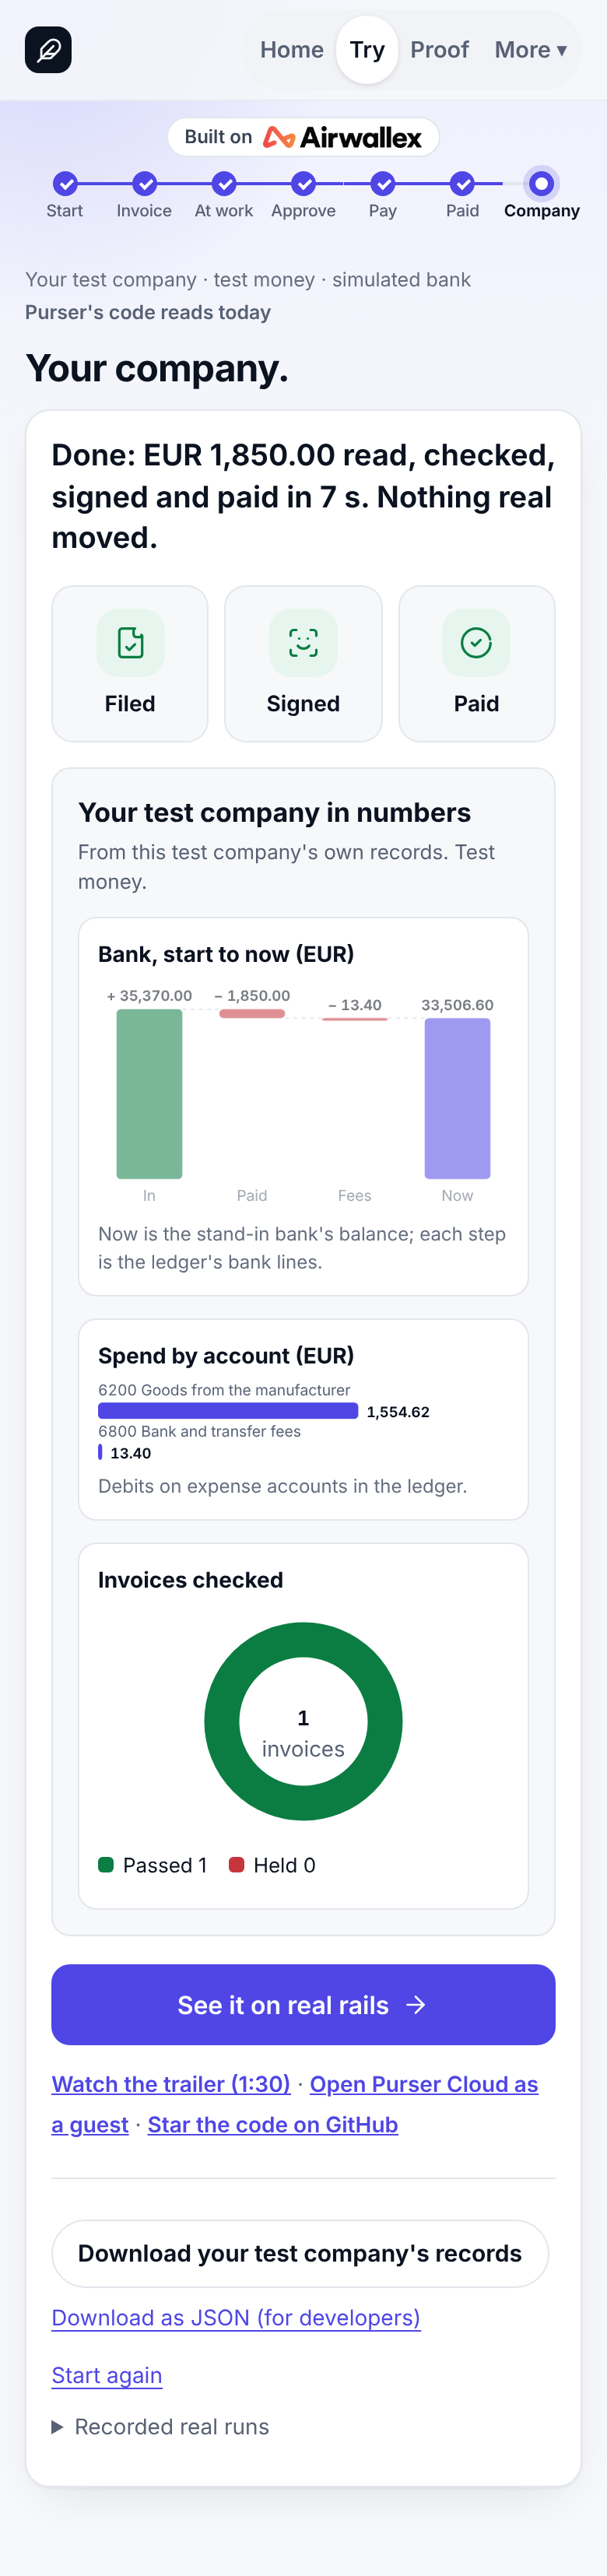 Home Try Proof More ▾
Built on Airwallex
Start Invoice At work Approve Pay Paid Company
Your test company · test money · simulated bank
Purser's code reads today
Your company.
Done: EUR 1,850.00 read, checked,
signed and paid in 7 s. Nothing real
moved.
Filed Signed Paid
Your test company in numbers
From this test company's own records. Test
money.
Bank, start to now (EUR)
+ 35,370.00 − 1,850.00 − 13.40 33,506.60
In Paid Fees Now
Now is the stand-in bank's balance; each step
is the ledger's bank lines.
Spend by account (EUR)
6200 Goods from the manufacturer
1,554.62
6800 Bank and transfer fees
13.40
Debits on expense accounts in the ledger.
Invoices checked
1
invoices
Passed 1 Held 0
See it on real rails →
Watch the trailer (1:30) · Open Purser Cloud as
a guest · Star the code on GitHub
Download your test company's records
Download as JSON (for developers)
Start again
▶ Recorded real runs